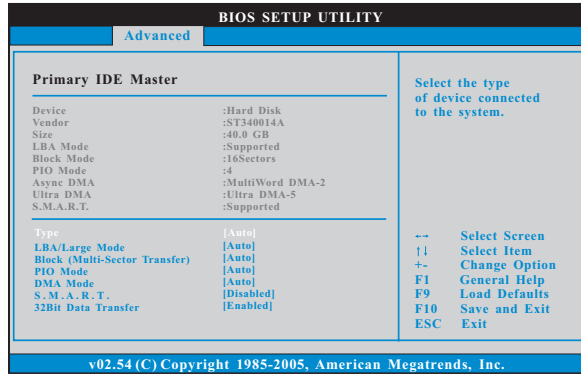 BIOS SETUP UTILITY
Advanced
Primary IDE Master
Device :Hard Disk
Vendor :ST340014A
Size :40.0 GB
LBA Mode :Supported
Block Mode :16Sectors
PIO Mode :4
Async DMA :MultiWord DMA-2
Ultra DMA :Ultra DMA-5
S.M.A.R.T. :Supported
Type [Auto]
LBA/Large Mode [Auto]
Block (Multi-Sector Transfer) [Auto]
PIO Mode [Auto]
DMA Mode [Auto]
S.M.A.R.T. [Disabled]
32Bit Data Transfer [Enabled]
Select the type
of device connected
to the system.
←→ Select Screen
↑↓ Select Item
+- Change Option
F1 General Help
F9 Load Defaults
F10 Save and Exit
ESC Exit
v02.54 (C) Copyright 1985-2005, American Megatrends, Inc.